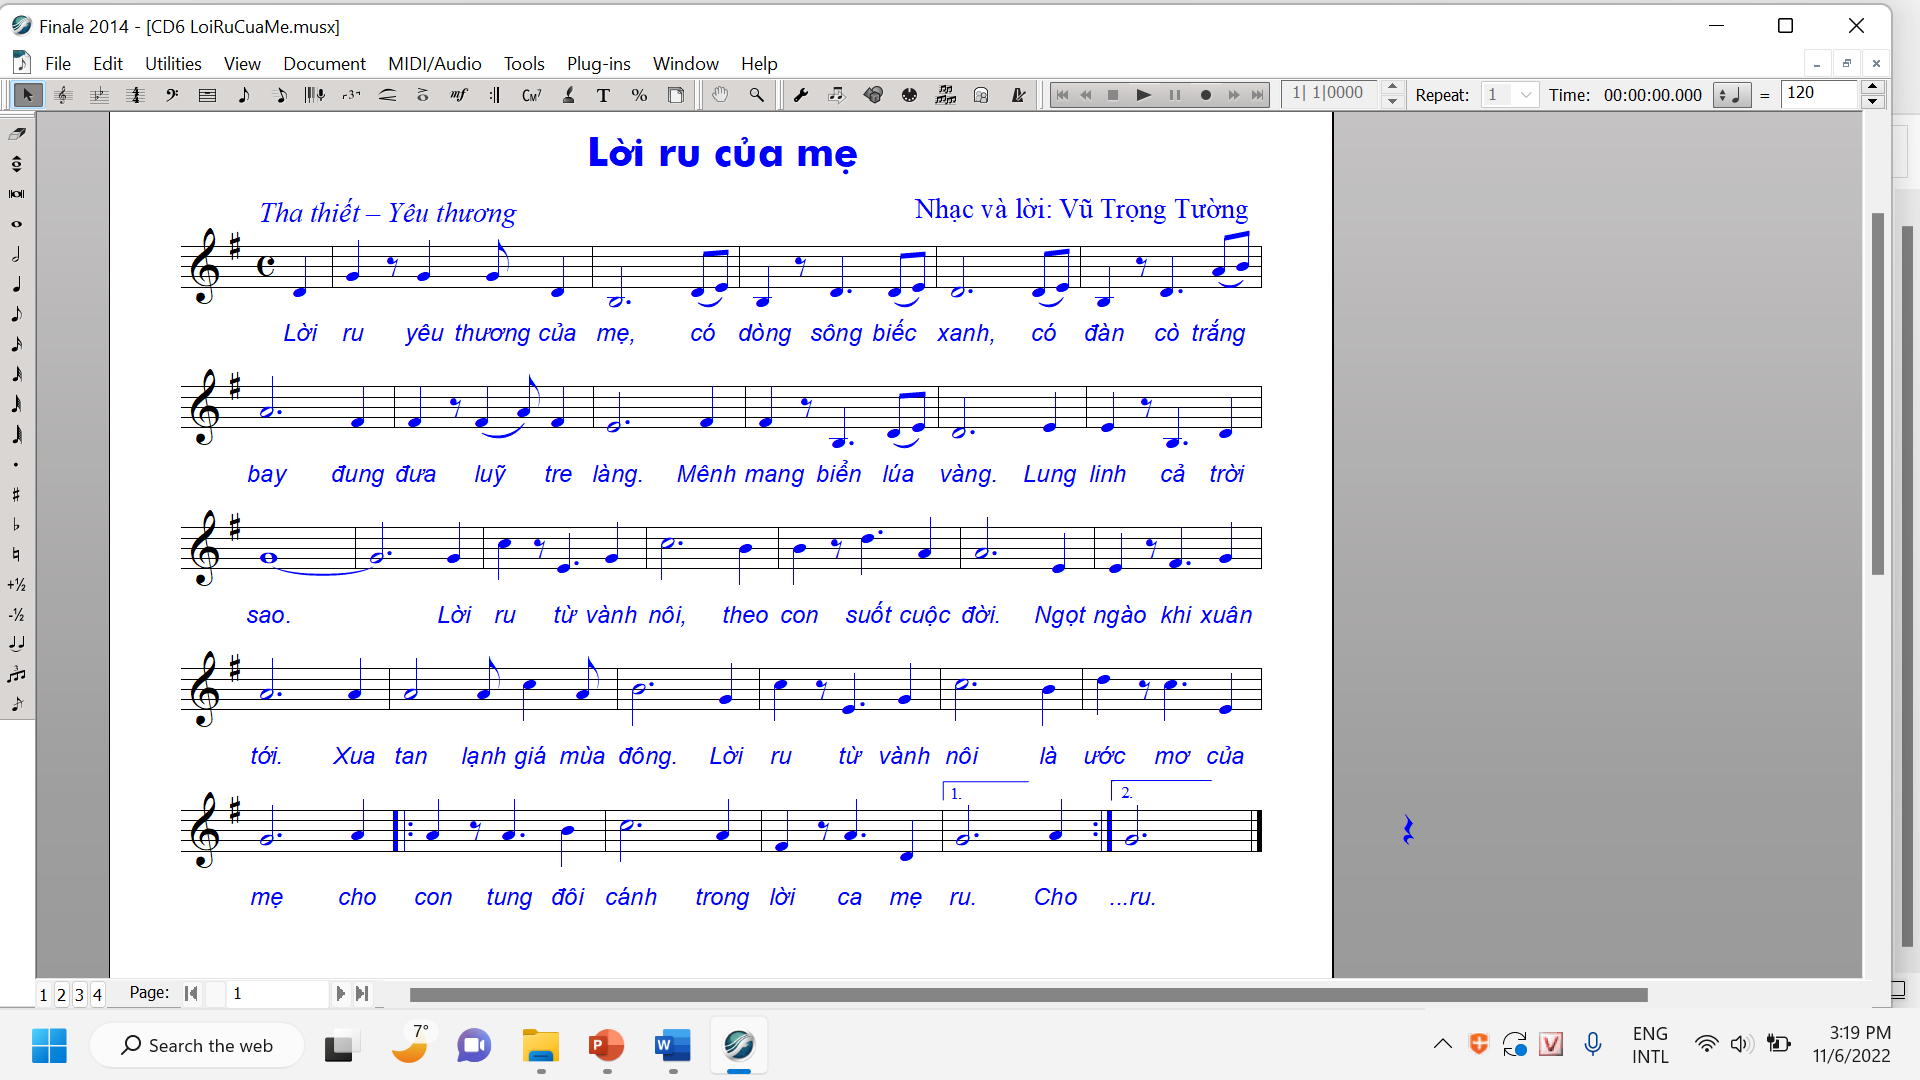 Finale 2014 - [CD6 LoiRuCuaMe.musx]
File Edit Utilities View Document MIDI/Audio Tools Plug-ins Window Help
1| 1|0000 Repeat: 1 Time: 00:00:00.000 = 120
Lời ru của mẹ
Tha thiết – Yêu thương
Nhạc và lời: Vũ Trọng Tường
Lời ru yêu thương của mẹ, có dòng sông biếc xanh, có đàn cò trắng
bay đung đưa luỹ tre làng. Mênh mang biển lúa vàng. Lung linh cả trời
sao. Lời ru từ vành nôi, theo con suốt cuộc đời. Ngọt ngào khi xuân
tới. Xua tan lạnh giá mùa đông. Lời ru từ vành nôi là ước mơ của
1. 2.
mẹ cho con tung đôi cánh trong lời ca mẹ ru. Cho ...ru.
1 2 3 4 Page: 1
Search the web
7°
ENG
INTL
3:19 PM
11/6/2022